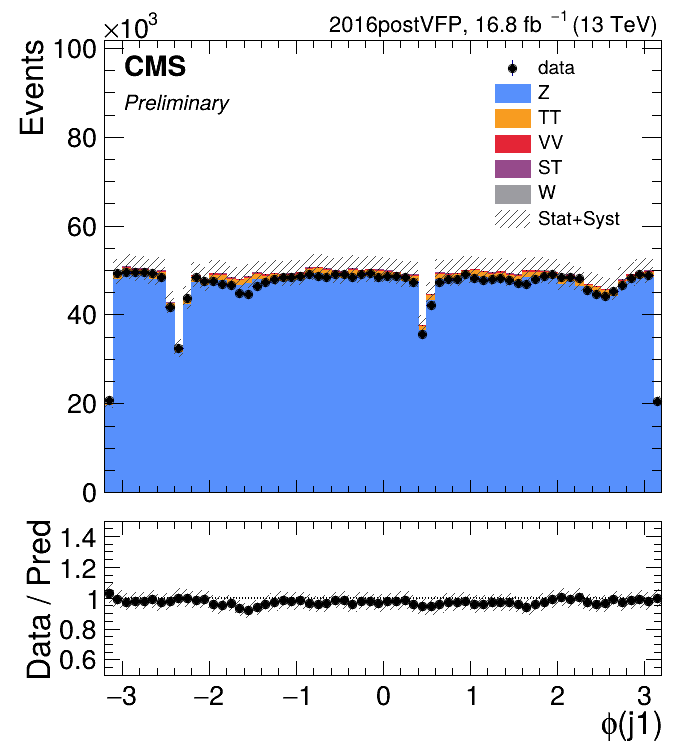 ×10³
2016postVFP, 16.8 fb ⁻¹ (13 TeV)
Events
100
80
60
40
20
0
CMS
Preliminary
data
Z
TT
VV
ST
W
Stat+Syst
Data / Pred
1.4
1.2
1
0.8
0.6
−3 −2 −1 0 1 2 3
ϕ(j1)